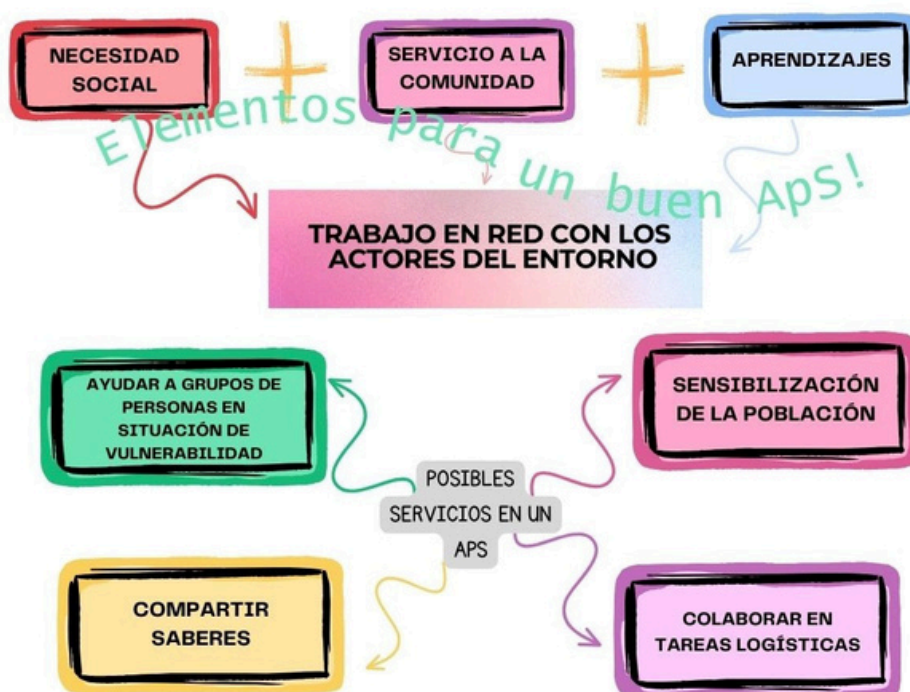 NECESIDAD
SOCIAL
+
SERVICIO A LA
COMUNIDAD
+
APRENDIZAJES
Elementos para un buen Aps!
TRABAJO EN RED CON LOS
ACTORES DEL ENTORNO
AYUDAR A GRUPOS DE
PERSONAS EN
SITUACIÓN DE
VULNERABILIDAD
SENSIBILIZACIÓN
DE LA POBLACIÓN
POSIBLES
SERVICIOS EN UN
APS
COMPARTIR
SABERES
COLABORAR EN
TAREAS LOGÍSTICAS